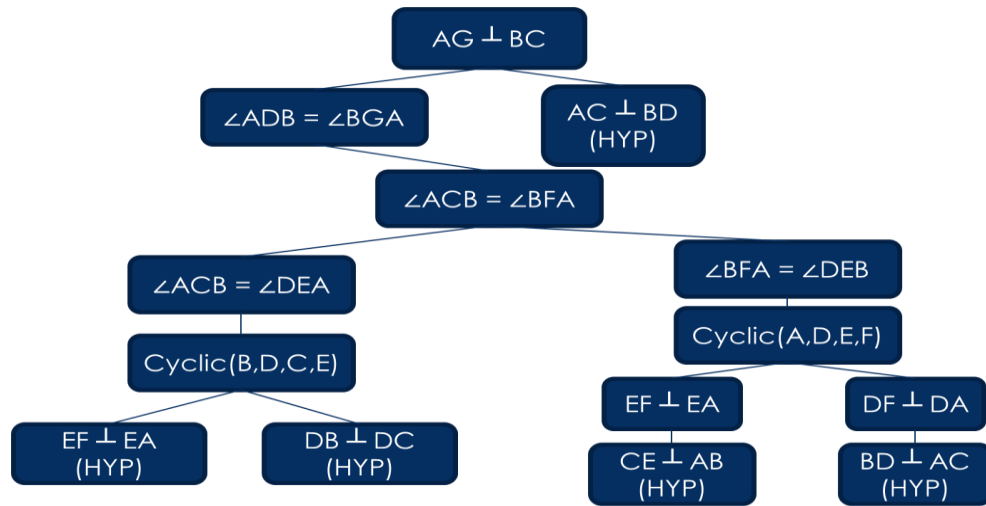 AG ⊥ BC
∠ADB = ∠BGA
AC ⊥ BD
(HYP)
∠ACB = ∠BFA
∠ACB = ∠DEA
∠BFA = ∠DEB
Cyclic(B,D,C,E)
Cyclic(A,D,E,F)
EF ⊥ EA
(HYP)
DB ⊥ DC
(HYP)
EF ⊥ EA
DF ⊥ DA
CE ⊥ AB
(HYP)
BD ⊥ AC
(HYP)